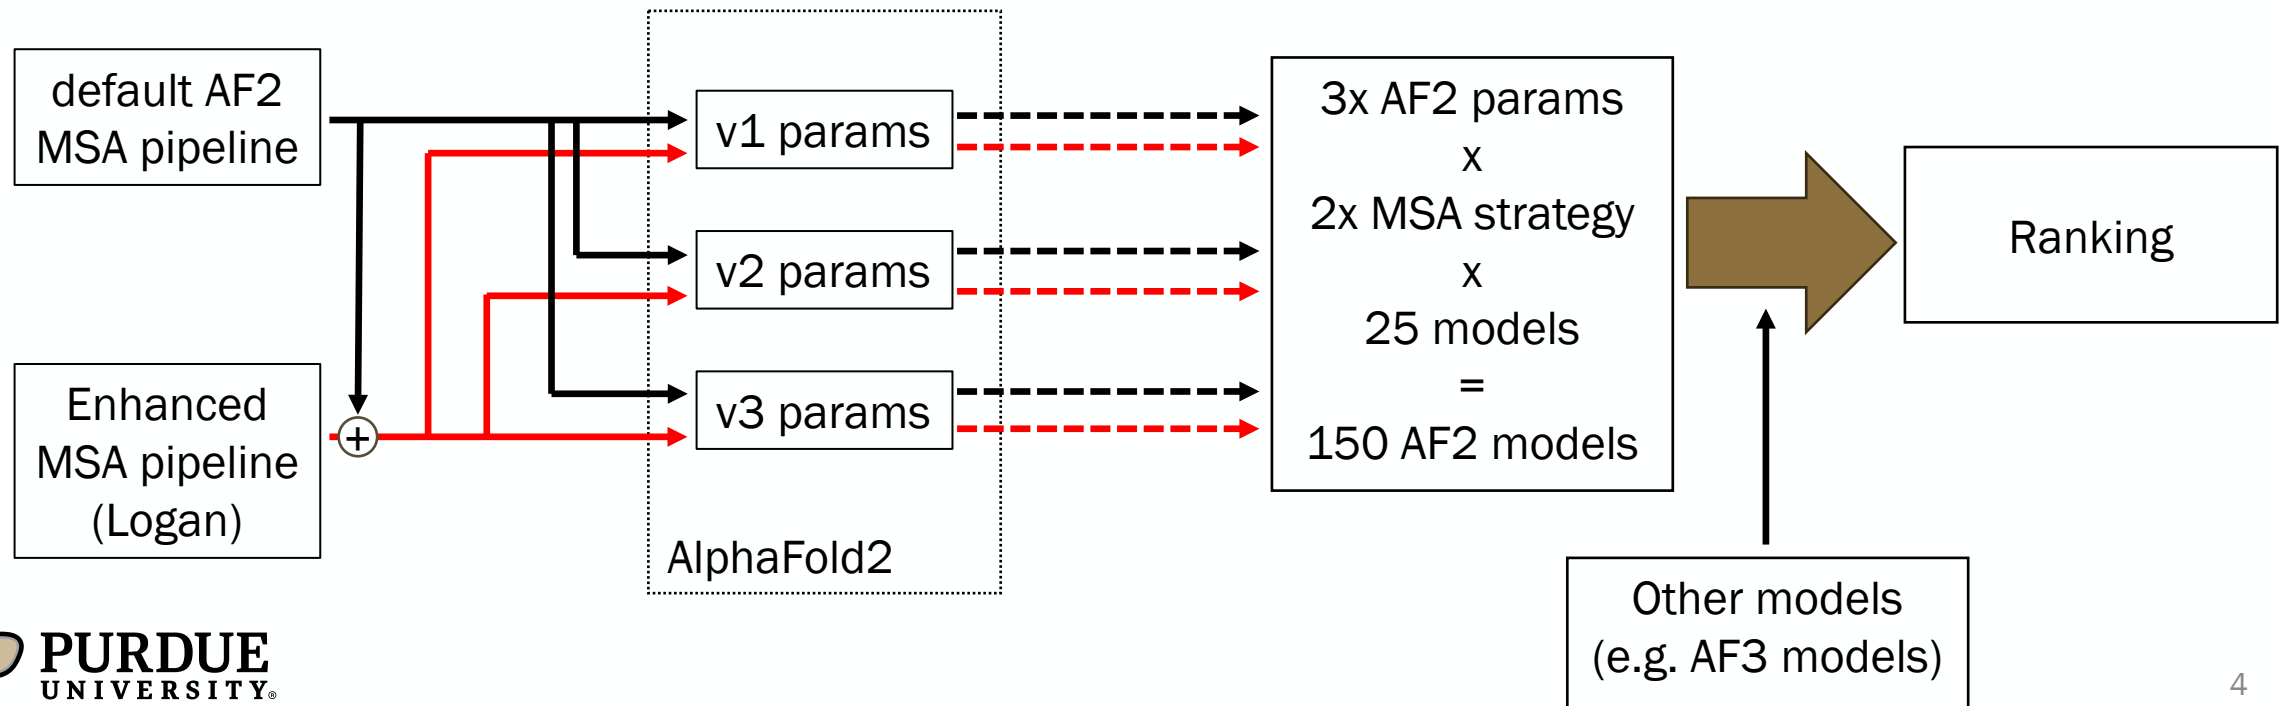 default AF2
MSA pipeline
Enhanced
MSA pipeline
(Logan)
+
v1 params
v2 params
v3 params
AlphaFold2
3x AF2 params
x
2x MSA strategy
x
25 models
=
150 AF2 models
Ranking
Other models
(e.g. AF3 models)
PURDUE
UNIVERSITY®
4